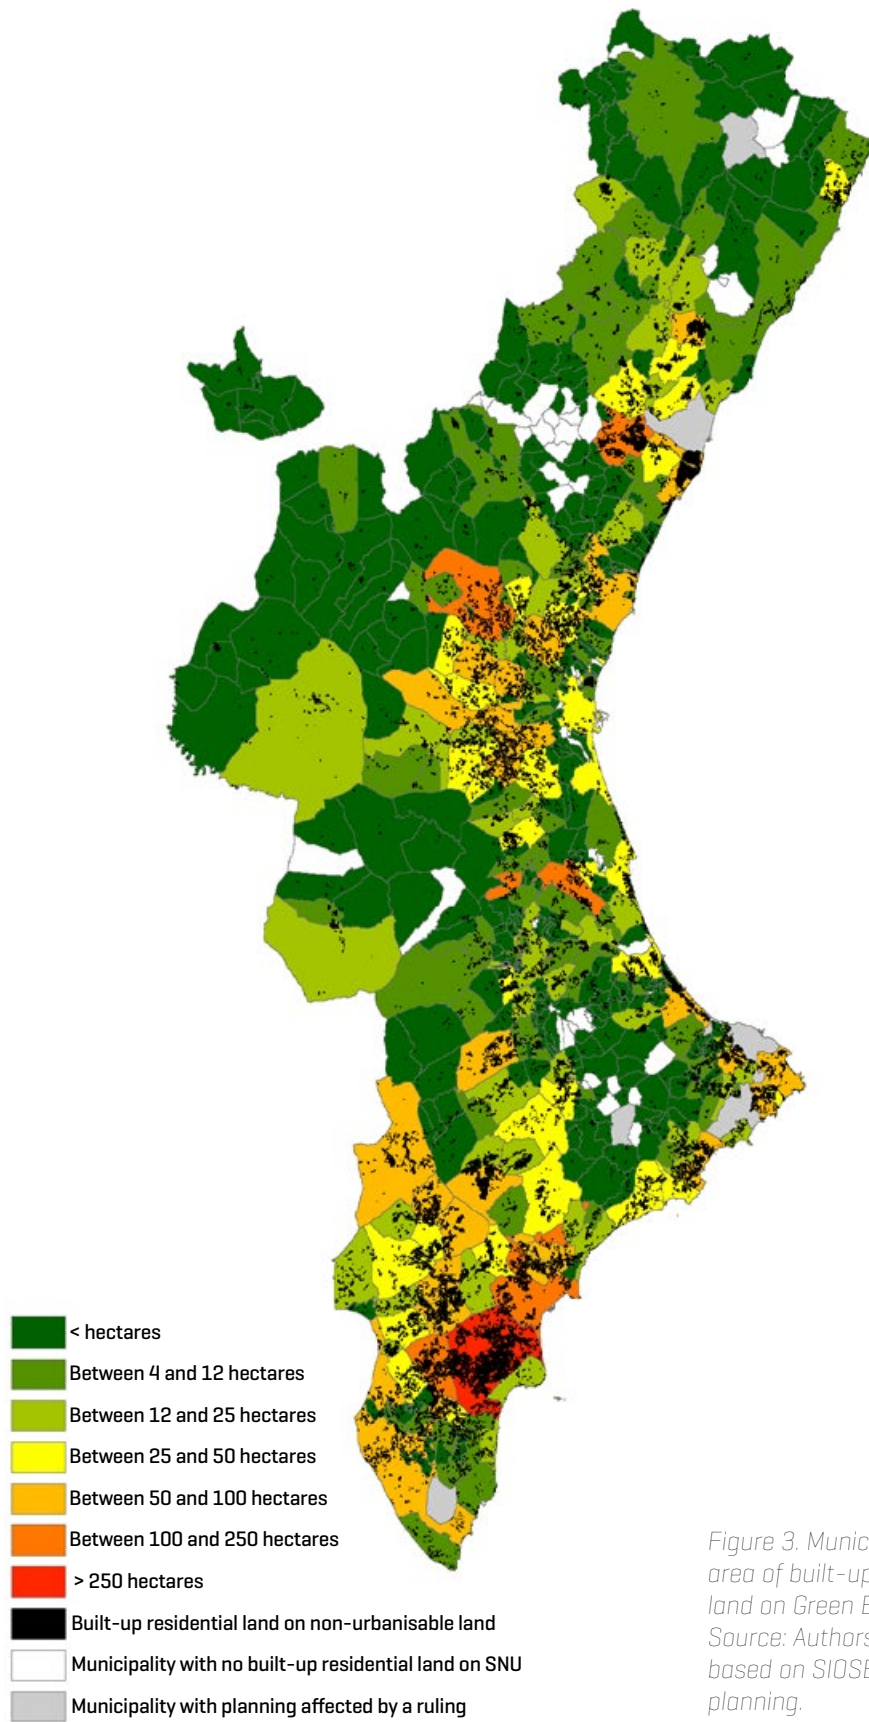 < hectares
Between 4 and 12 hectares
Between 12 and 25 hectares
Between 25 and 50 hectares
Between 50 and 100 hectares
Between 100 and 250 hectares
> 250 hectares
Built-up residential land on non-urbanisable land
Municipality with no built-up residential land on SNU
Municipality with planning affected by a ruling
Figure 3. Munic
area of built-up
land on Green
Source: Authors
based on SIOSE
planning.